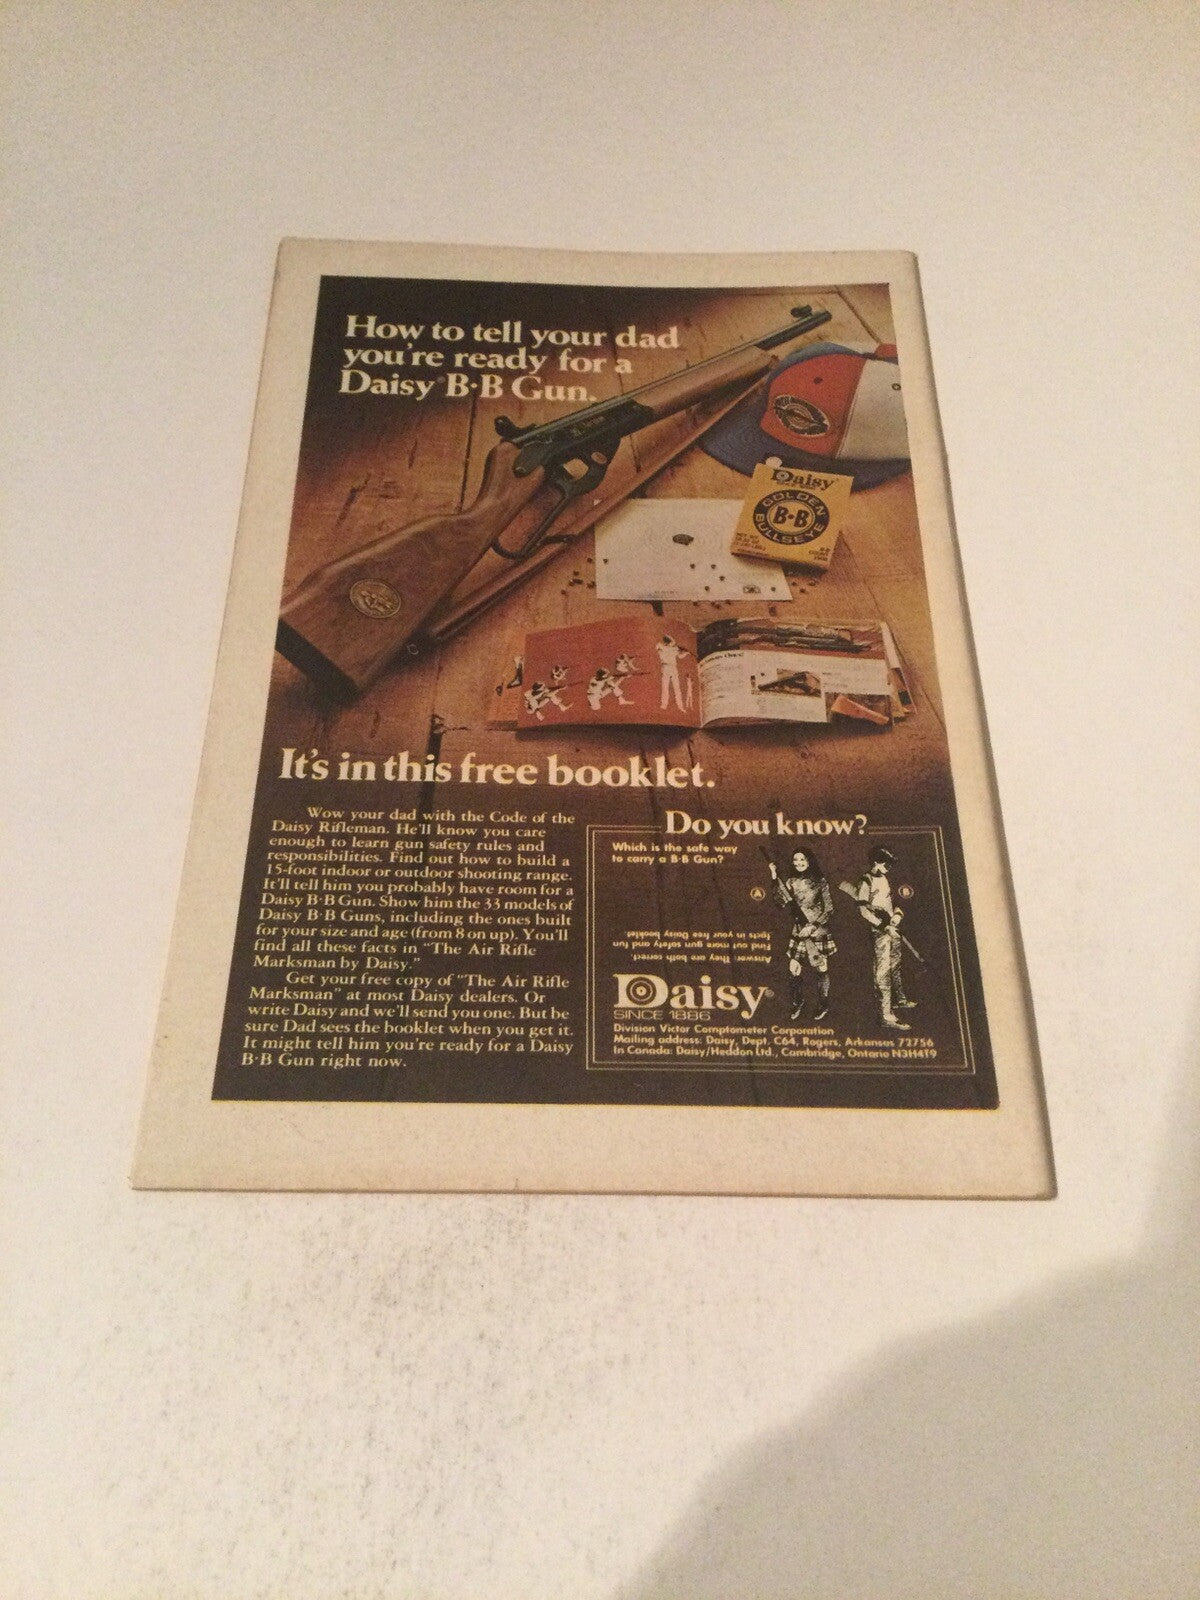 How to tell your dad
you're ready for a
Daisy® B·B Gun.
Daisy
GOLDEN
B·B
BULLSEYE
It's in this free booklet.
Wow your dad with the Code of the
Daisy Rifleman. He'll know you care
enough to learn gun safety rules and
responsibilities. Find out how to build a
15-foot indoor or outdoor shooting range.
It'll tell him you probably have room for a
Daisy B·B Gun. Show him the 33 models of
Daisy B·B Guns, including the ones built
for your size and age (from 8 on up). You'll
find all these facts in "The Air Rifle
Marksman by Daisy."
Get your free copy of "The Air Rifle
Marksman" at most Daisy dealers. Or
write Daisy and we'll send you one. But be
sure Dad sees the booklet when you get it.
It might tell him you're ready for a Daisy
B·B Gun right now.
Do you know?
Which is the safe way
to carry a B·B Gun?
A
B
Answer: They are both correct.
Find out more gun safety and fun
facts in your free Daisy booklet
Daisy®
SINCE 1886
Division Victor Comptometer Corporation
Mailing address: Daisy, Dept. C64, Rogers, Arkansas 72756
In Canada: Daisy/Heddon Ltd., Cambridge, Ontario N3H4T9